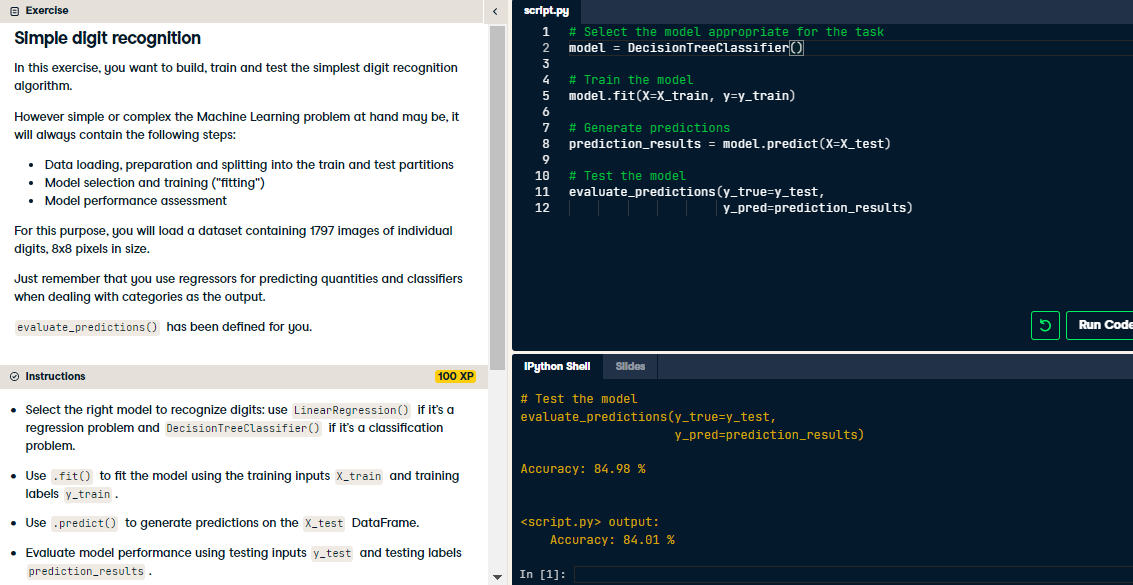 Exercise
Simple digit recognition
In this exercise, you want to build, train and test the simplest digit recognition
algorithm.
However simple or complex the Machine Learning problem at hand may be, it
will always contain the following steps:
• Data loading, preparation and splitting into the train and test partitions
• Model selection and training ("fitting")
• Model performance assessment
For this purpose, you will load a dataset containing 1797 images of individual
digits, 8x8 pixels in size.
Just remember that you use regressors for predicting quantities and classifiers
when dealing with categories as the output.
evaluate_predictions() has been defined for you.
Instructions
100 XP
• Select the right model to recognize digits: use LinearRegression() if it's a
regression problem and DecisionTreeClassifier() if it's a classification
problem.
• Use .fit() to fit the model using the training inputs X_train and training
labels y_train .
• Use .predict() to generate predictions on the X_test DataFrame.
• Evaluate model performance using testing inputs y_test and testing labels
prediction_results .
script.py
1 # Select the model appropriate for the task
2 model = DecisionTreeClassifier()
3
4 # Train the model
5 model.fit(X=X_train, y=y_train)
6
7 # Generate predictions
8 prediction_results = model.predict(X=X_test)
9
10 # Test the model
11 evaluate_predictions(y_true=y_test,
12 y_pred=prediction_results)
Run Code
IPython Shell
Slides
# Test the model
evaluate_predictions(y_true=y_test,
y_pred=prediction_results)
Accuracy: 84.98 %
<script.py> output:
Accuracy: 84.01 %
In [1]: